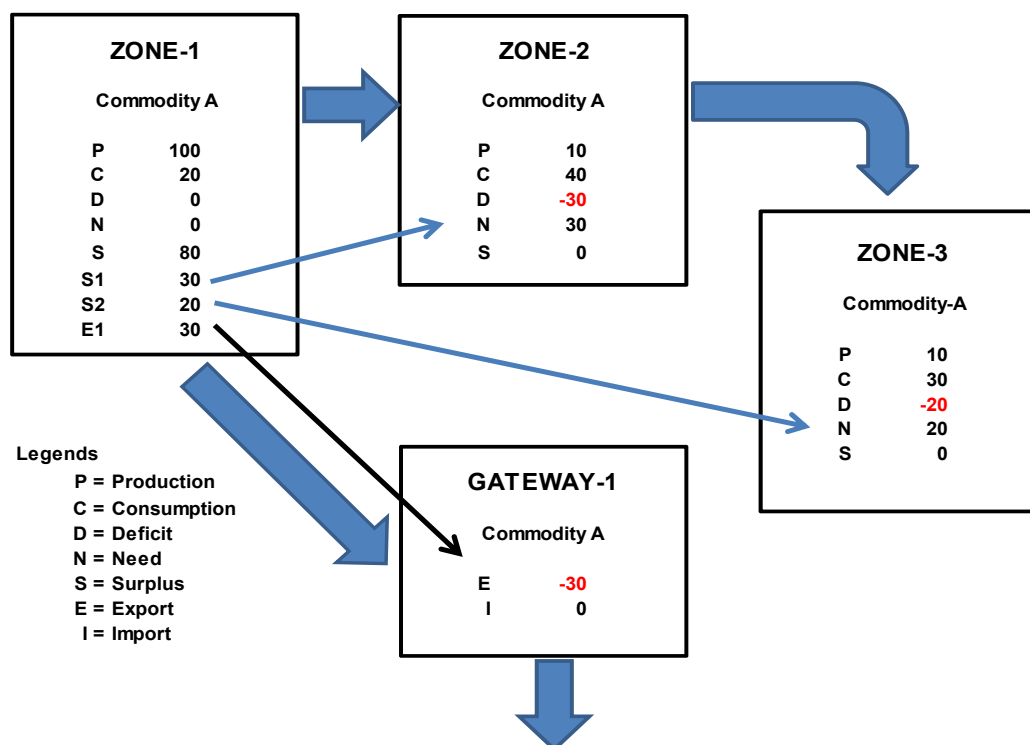 ZONE-1
Commodity A
P 100
C 20
D 0
N 0
S 80
S1 30
S2 20
E1 30
ZONE-2
Commodity A
P 10
C 40
D -30
N 30
S 0
ZONE-3
Commodity-A
P 10
C 30
D -20
N 20
S 0
Legends
P = Production
C = Consumption
D = Deficit
N = Need
S = Surplus
E = Export
I = Import
GATEWAY-1
Commodity A
E -30
I 0